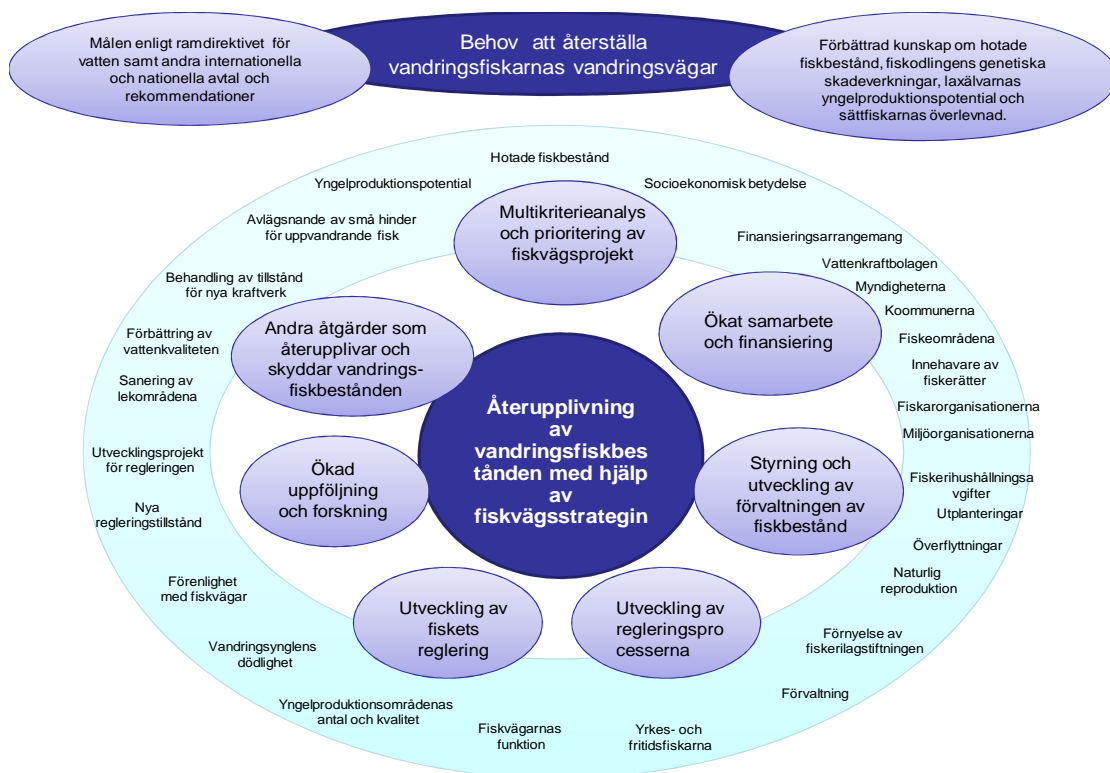 Målen enligt ramdirektivet för
vatten samt andra internationella
och nationella avtal och
rekommendationer
Behov att återställa
vandringsfiskarnas vandringsvägar
Förbättrad kunskap om hotade
fiskbestånd, fiskodlingens genetiska
skadeverkningar, laxälvarnas
yngelproduktionspotential och
sättfiskarnas överlevnad.
Hotade fiskbestånd
Yngelproduktionspotential
Socioekonomisk betydelse
Avlägsnande av små hinder
för uppvandrande fisk
Multikriterieanalys
och prioritering av
fiskvägsprojekt
Finansieringsarrangemang
Vattenkraftbolagen
Myndigheterna
Koommunerna
Fiskeområdena
Innehavare av
fiskerätter
Fiskarorganisationerna
Miljöorganisationerna
Behandling av tillstånd
för nya kraftverk
Förbättring av
vattenkvaliteten
Sanering av
lekområdena
Andra åtgärder som
återupplivar och
skyddar vandrings-
fiskbestånden
Ökat samarbete
och finansiering
Återupplivning
av
vandringsfiskbes
tånden med hjälp
av
fiskvägsstrategin
Utvecklingsprojekt
för regleringen
Nya
regleringstillstånd
Ökad
uppföljning
och forskning
Styrning och
utveckling av
förvaltningen av
fiskbestånd
Fiskerihushållningsa
vgifter
Utplanteringar
Överflyttningar
Naturlig
reproduktion
Förenlighet
med fiskvägar
Utveckling av
fiskets
reglering
Utveckling av
regleringspro
cesserna
Förnyelse av
fiskerilagstiftningen
Förvaltning
Vandringsynglens
dödlighet
Yngelproduktionsområdenas
antal och kvalitet
Fiskvägarnas
funktion
Yrkes- och
fritidsfiskarna